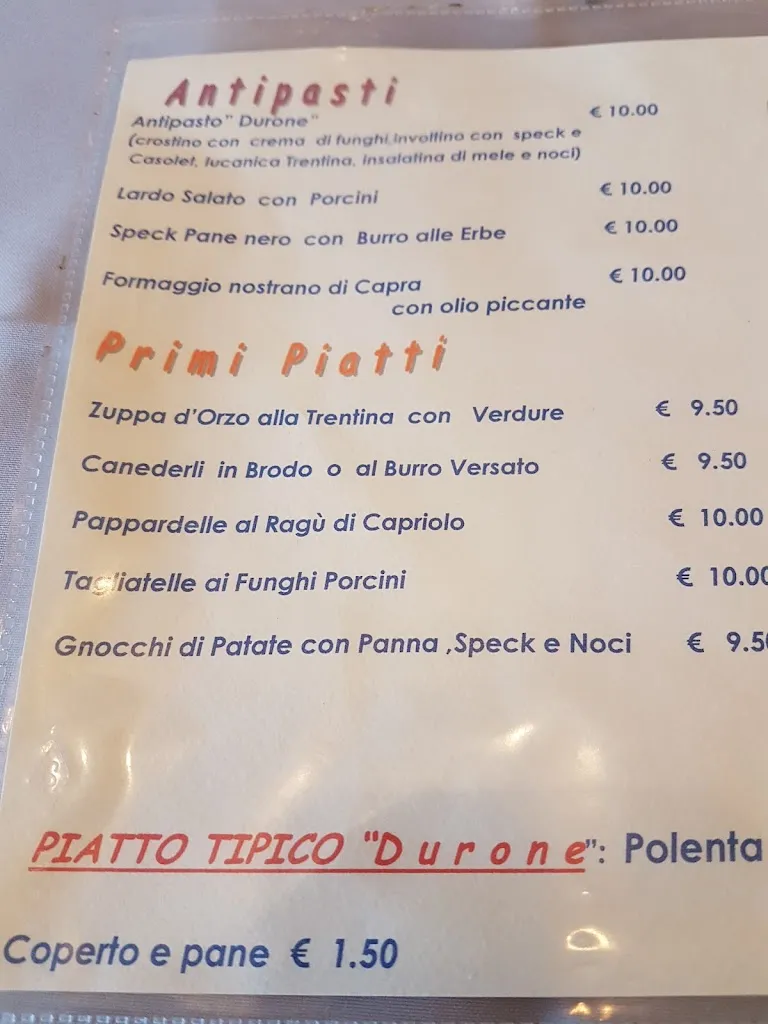 Antipasti
Antipasto" Durone" € 10.00
(crostino con crema di funghi,involtino con speck e
Casolet, lucanica Trentina, insalatina di mele e noci)
Lardo Salato con Porcini € 10.00
Speck Pane nero con Burro alle Erbe € 10.00
Formaggio nostrano di Capra € 10.00
con olio piccante
Primi Piatti
Zuppa d'Orzo alla Trentina con Verdure € 9.50
Canederli in Brodo o al Burro Versato € 9.50
Pappardelle al Ragù di Capriolo € 10.00
Tagliatelle ai Funghi Porcini € 10.00
Gnocchi di Patate con Panna ,Speck e Noci € 9.50
PIATTO TIPICO "Durone": Polenta
Coperto e pane € 1.50